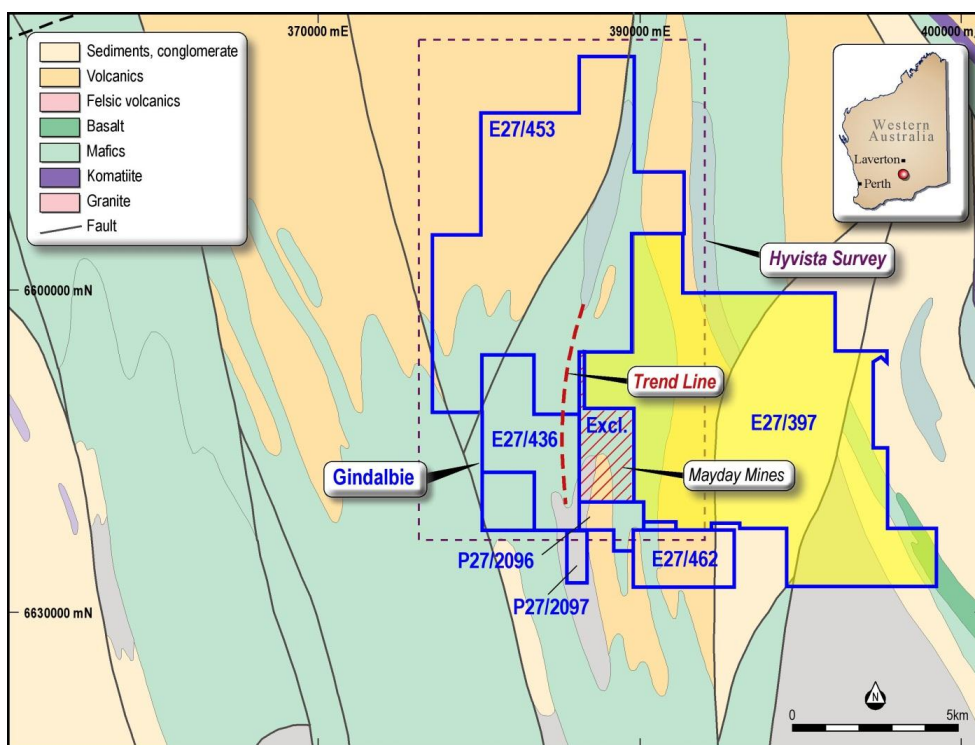 370000 mE
390000 mE
400000 m
Sediments, conglomerate
Volcanics
Felsic volcanics
Basalt
Mafics
Komatiite
Granite
Fault
E27/453
Western
Australia
Laverton
Perth
Hyvista Survey
6600000 mN
Trend Line
E27/397
Excl.
E27/436
Gindalbie
Mayday Mines
P27/2096
E27/462
P27/2097
6630000 mN
N
0
5km